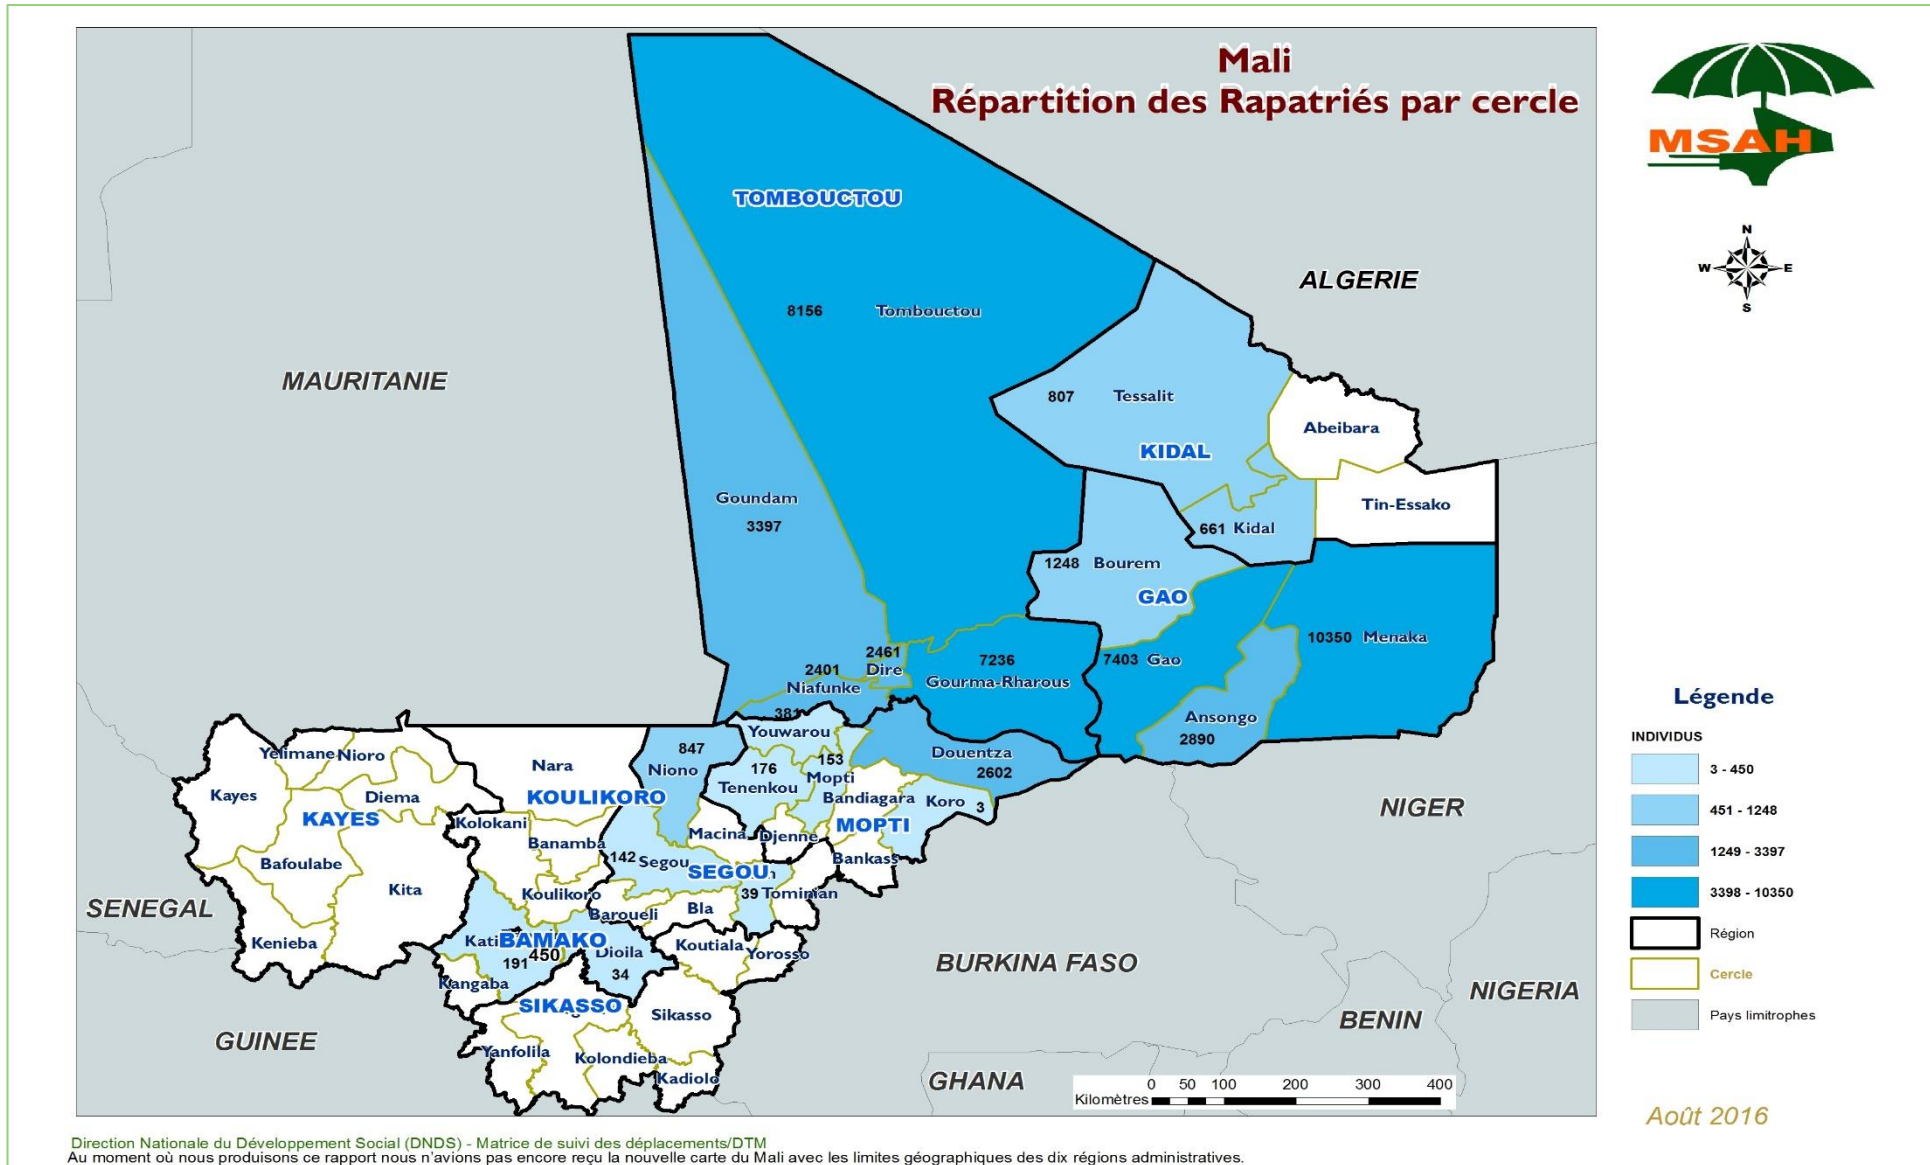 Mali
Répartition des Rapatriés par cercle
MSAH
N
W E
S
TOMBOUCTOU
8156 Tombouctou
ALGERIE
MAURITANIE
807 Tessalit
Abeibara
KIDAL
Goundam
3397
Tin-Essako
661 Kidal
1248 Bourem
GAO
10350 Menaka
2461
Dire
2401
Niafunke
7236
Gourma-Rharous
7403 Gao
Ansongo
2890
381
Youwarou
847
Niono
Douentza
2602
153
Mopti
176
Tenenkou
Bandiagara
Koro 3
MOPTI
Yelimane
Nioro
Nara
Kayes
Diema
KOULIKORO
KAYES
Kolokani
Banamba
Macina
Djenne
Bankass
Bafoulabe
142 Segou
SEGOU
Kita
Koulikoro
39 Tominian
Baroueli
Bla
Kenieba
Kati
BAMAKO
191
450
Dioila
34
Koutiala
Yorosso
Kangaba
SIKASSO
Sikasso
Yanfolila
Kolondieba
Kadiolo
SENEGAL
GUINEE
NIGER
BURKINA FASO
NIGERIA
BENIN
GHANA
0 50 100 200 300 400
Kilomètres
Légende
INDIVIDUS
3 - 450
451 - 1248
1249 - 3397
3398 - 10350
Région
Cercle
Pays limitrophes
Août 2016
Direction Nationale du Développement Social (DNDS) - Matrice de suivi des déplacements/DTM
Au moment où nous produisons ce rapport nous n'avions pas encore reçu la nouvelle carte du Mali avec les limites géographiques des dix régions administratives.